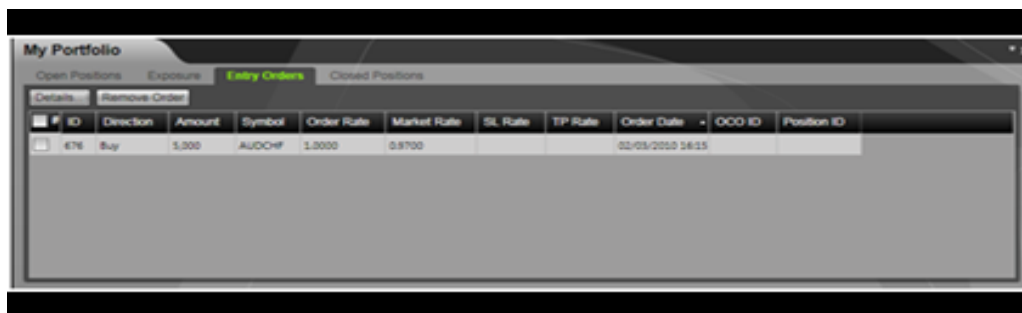 My Portfolio
Open Positions Exposure Entry Orders Closed Positions
Details... Remove Order
# ID Direction Amount Symbol Order Rate Market Rate SL Rate TP Rate Order Date OCO ID Position ID
676 Buy 5,000 AUDCHF 1.0000 0.9700 02/03/2010 16:15